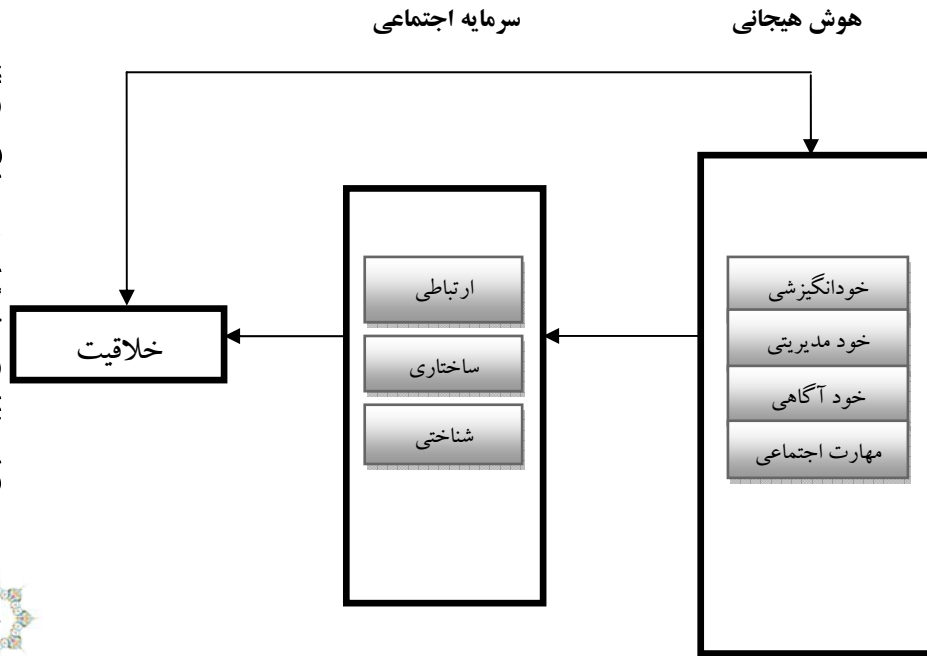 هوش هیجانی
سرمایه اجتماعی
خودانگیزشی
خود مدیریتی
خود آگاهی
مهارت اجتماعی
ارتباطی
ساختاری
شناختی
خلاقیت